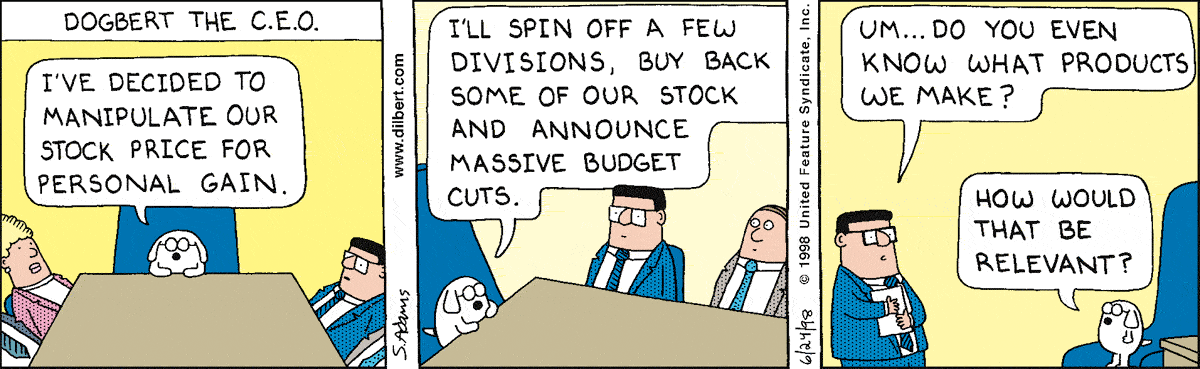 DOGBERT THE C.E.O.
I'VE DECIDED TO
MANIPULATE OUR
STOCK PRICE FOR
PERSONAL GAIN.
www.dilbert.com
S.Adams
I'LL SPIN OFF A FEW
DIVISIONS, BUY BACK
SOME OF OUR STOCK
AND ANNOUNCE
MASSIVE BUDGET
CUTS.
6/24/98 © 1998 United Feature Syndicate, Inc.
UM... DO YOU EVEN
KNOW WHAT PRODUCTS
WE MAKE?
HOW WOULD
THAT BE
RELEVANT?